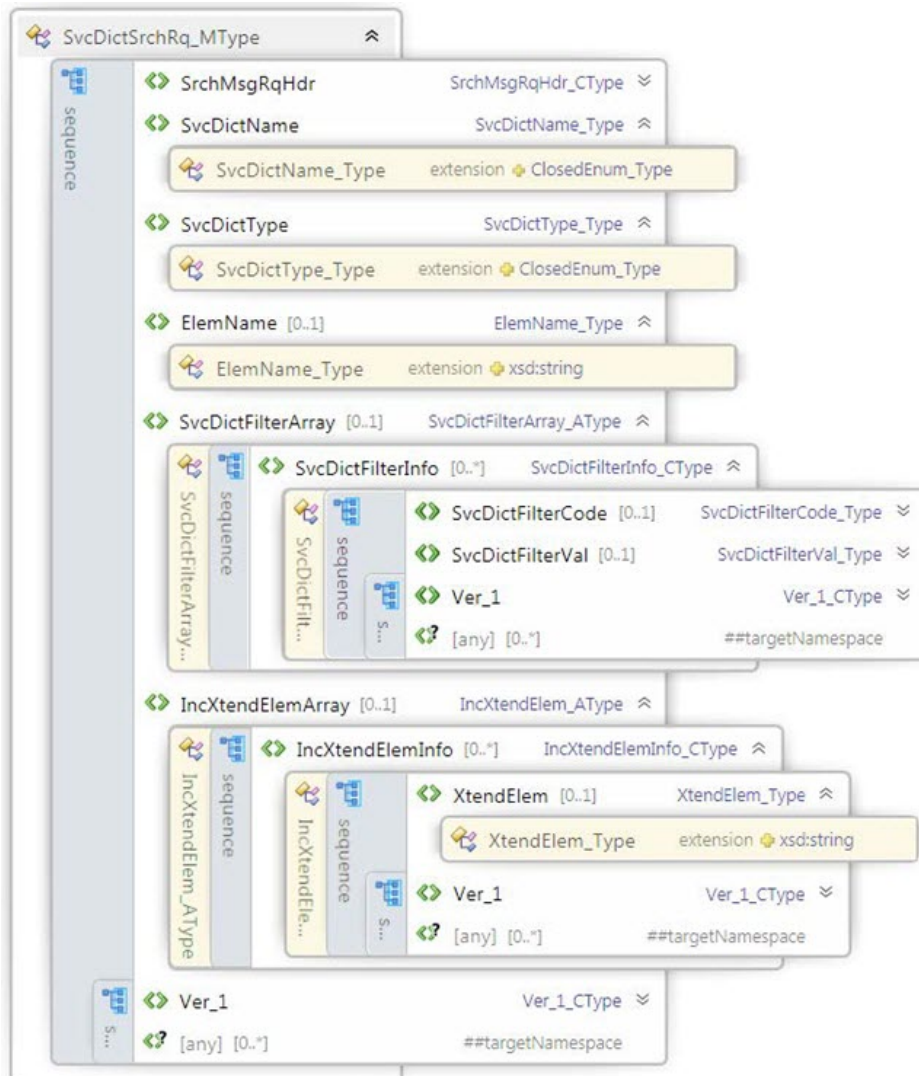 SvcDictSrchRq_MType
sequence
SrchMsgRqHdr SrchMsgRqHdr_CType
SvcDictName SvcDictName_Type
SvcDictName_Type extension ClosedEnum_Type
SvcDictType SvcDictType_Type
SvcDictType_Type extension ClosedEnum_Type
ElemName [0..1] ElemName_Type
ElemName_Type extension xsd:string
SvcDictFilterArray [0..1] SvcDictFilterArray_AType
SvcDictFilterArray...
sequence
SvcDictFilterInfo [0..*] SvcDictFilterInfo_CType
SvcDictFilt...
sequence
s...
SvcDictFilterCode [0..1] SvcDictFilterCode_Type
SvcDictFilterVal [0..1] SvcDictFilterVal_Type
Ver_1 Ver_1_CType
[any] [0..*] ##targetNamespace
IncXtendElemArray [0..1] IncXtendElem_AType
IncXtendElem_AType
sequence
IncXtendElemInfo [0..*] IncXtendElemInfo_CType
IncXtendEle...
sequence
s...
XtendElem [0..1] XtendElem_Type
XtendElem_Type extension xsd:string
Ver_1 Ver_1_CType
[any] [0..*] ##targetNamespace
s...
Ver_1 Ver_1_CType
[any] [0..*] ##targetNamespace